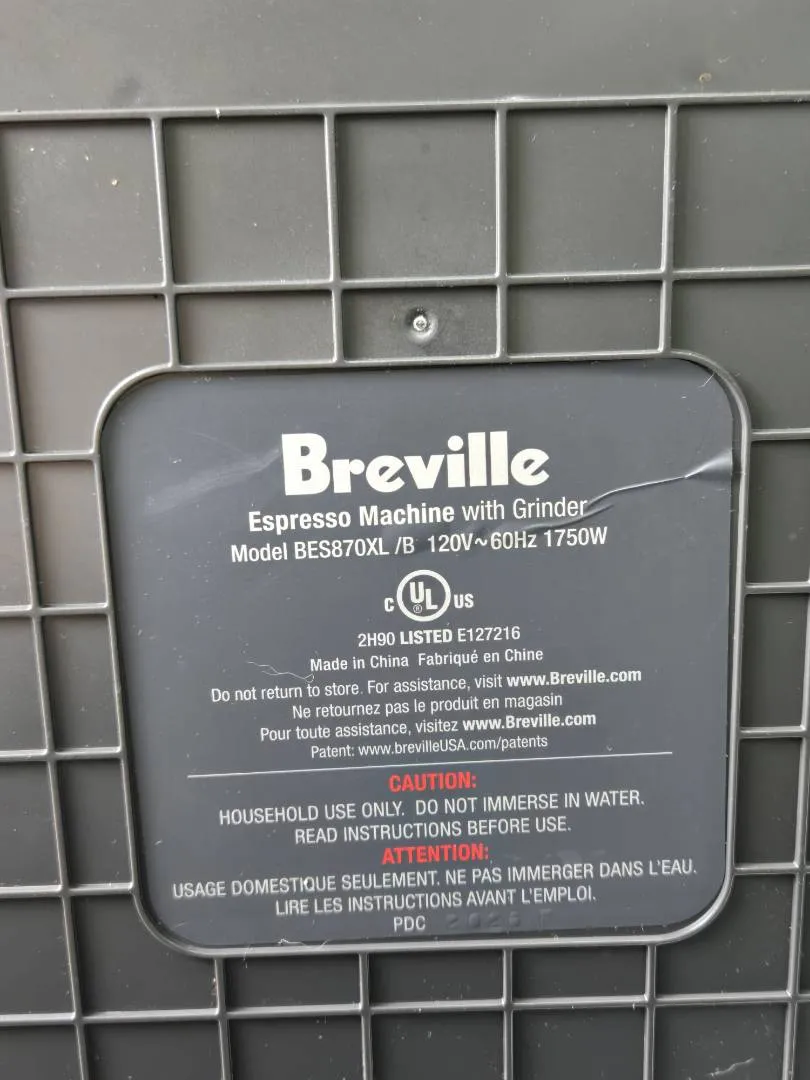 Breville
Espresso Machine with Grinder
Model BES870XL /B 120V~60Hz 1750W
C UL ® US
2H90 LISTED E127216
Made in China Fabriqué en Chine
Do not return to store. For assistance, visit www.Breville.com
Ne retournez pas le produit en magasin
Pour toute assistance, visitez www.Breville.com
Patent: www.brevilleUSA.com/patents
CAUTION:
HOUSEHOLD USE ONLY. DO NOT IMMERSE IN WATER.
READ INSTRUCTIONS BEFORE USE.
ATTENTION:
USAGE DOMESTIQUE SEULEMENT. NE PAS IMMERGER DANS L'EAU.
LIRE LES INSTRUCTIONS AVANT L'EMPLOI.
PDC